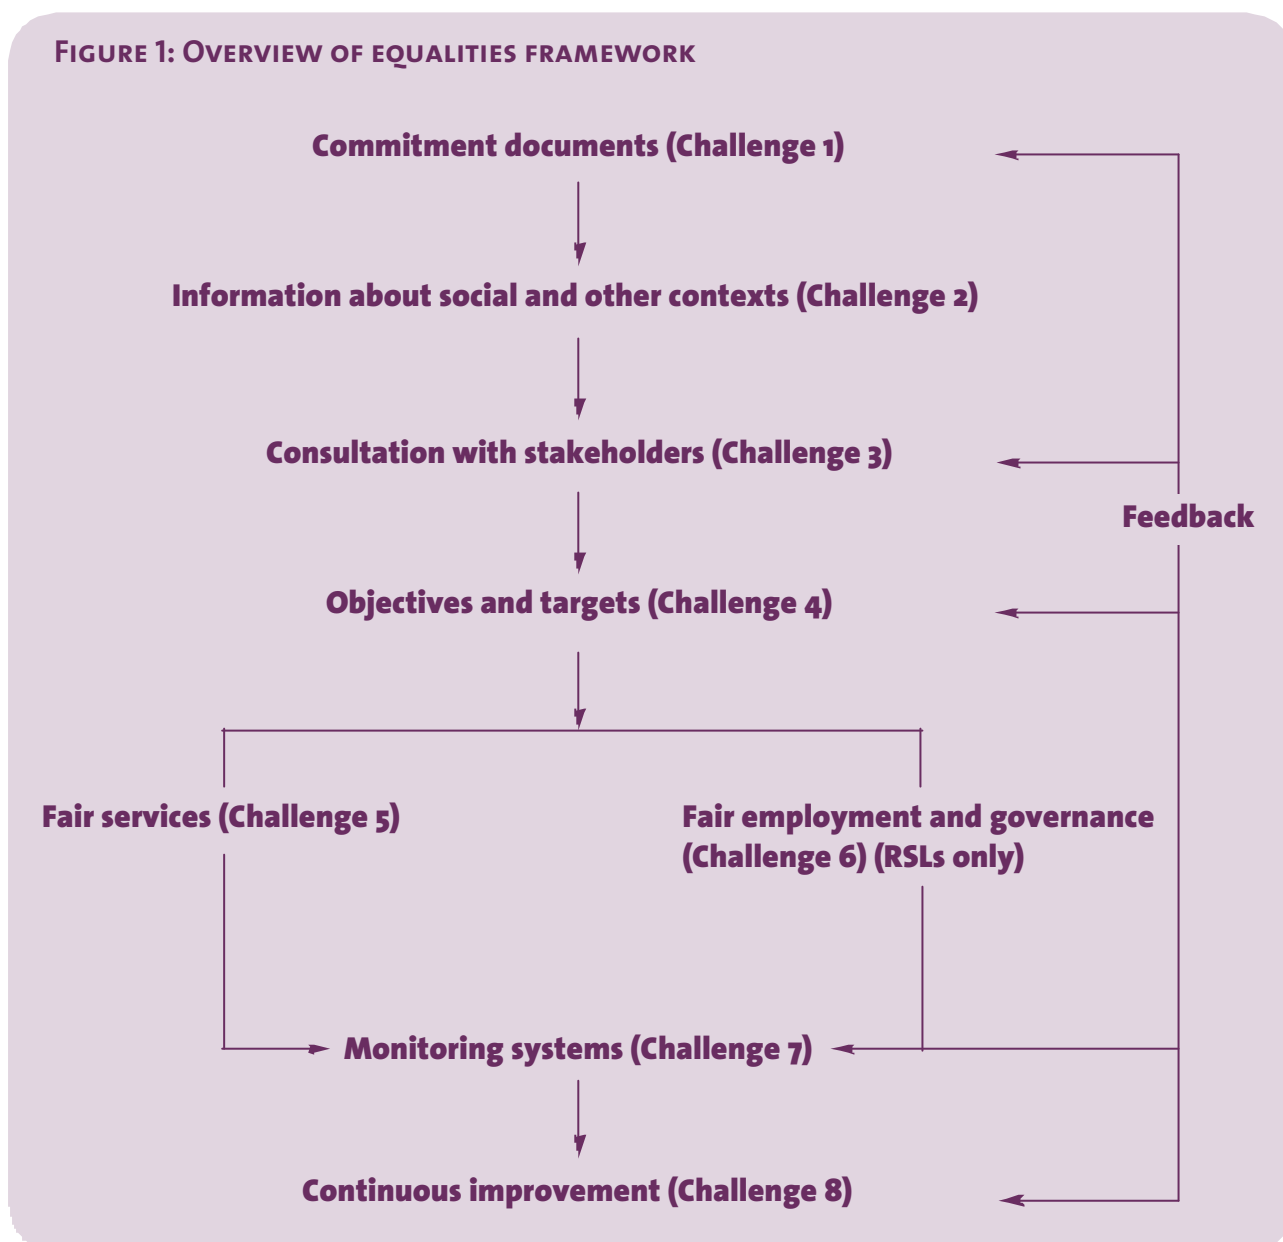 FIGURE 1: OVERVIEW OF EQUALITIES FRAMEWORK
Commitment documents (Challenge 1)
Information about social and other contexts (Challenge 2)
Consultation with stakeholders (Challenge 3)
Feedback
Objectives and targets (Challenge 4)
Fair services (Challenge 5)
Fair employment and governance
(Challenge 6) (RSLs only)
Monitoring systems (Challenge 7)
Continuous improvement (Challenge 8)